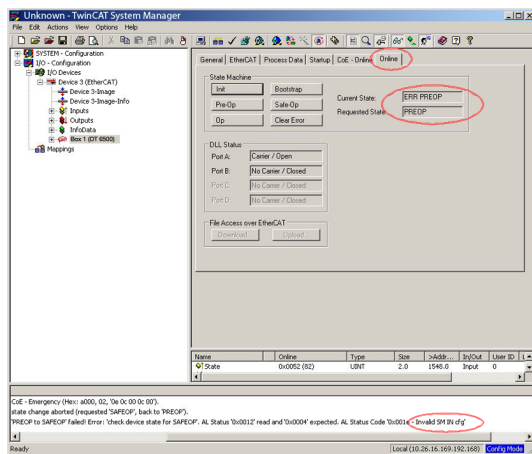 Unknown - TwinCAT System Manager
File Edit Actions View Options Help
SYSTEM - Configuration
I/O - Configuration
I/O Devices
Device 3 (EtherCAT)
Device 3-Image
Device 3-Image-Info
Inputs
Outputs
InfoData
Box 1 (DT 6500)
Mappings
General EtherCAT Process Data Startup CoE - Online Online
State Machine
Init Bootstrap
Pre-Op Safe-Op
Op Clear Error
Current State: ERR PREOP
Requested State: PREOP
DLL Status
Port A: Carrier / Open
Port B: No Carrier / Closed
Port C: No Carrier / Closed
Port D: No Carrier / Closed
File Access over EtherCAT
Download... Upload...
Name Online Type Size >Addr... In/Out User ID L
State 0x0052 (82) UINT 2.0 1548.0 Input 0
CoE - Emergency (Hex: a000, 02, '0e 0c 00 0c 00').
state change aborted (requested 'SAFEOP', back to 'PREOP').
'PREOP to SAFEOP' failed! Error: 'check device state for SAFEOP'. AL Status '0x0012' read and '0x0004' expected. AL Status Code '0x001e - Invalid SM IN cfg'
Ready Local (10.26.16.169.192.168) Config Mode